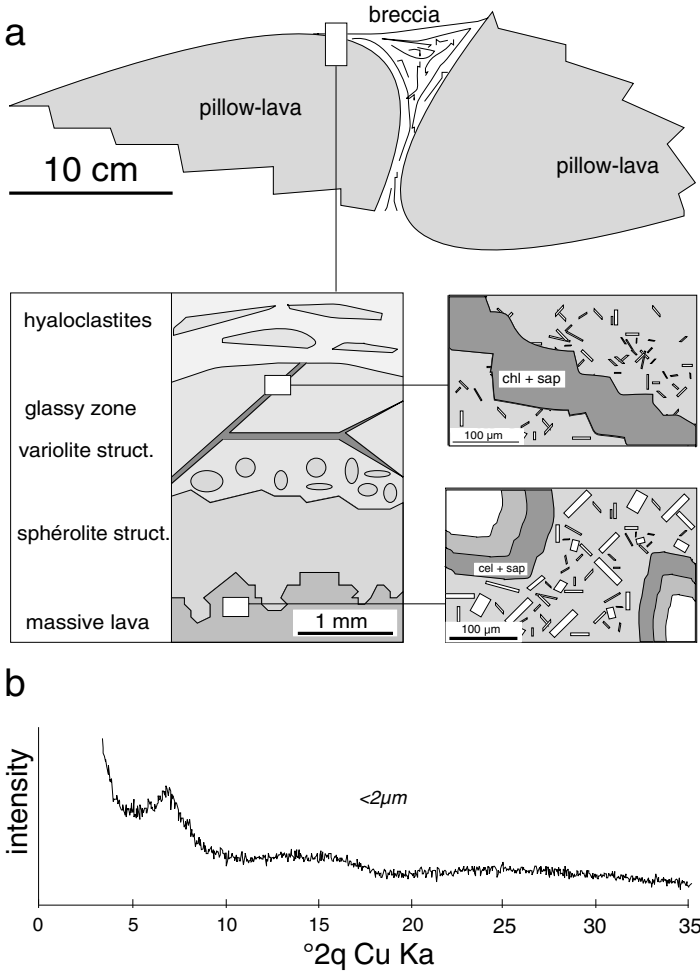 a
breccia
pillow-lava
pillow-lava
10 cm
hyaloclastites
glassy zone
variolite struct.
sphérolite struct.
massive lava
1 mm
chl + sap
100 µm
cel + sap
100 µm
b
intensity
<2µm
0 5 10 15 20 25 30 35
°2q Cu Ka